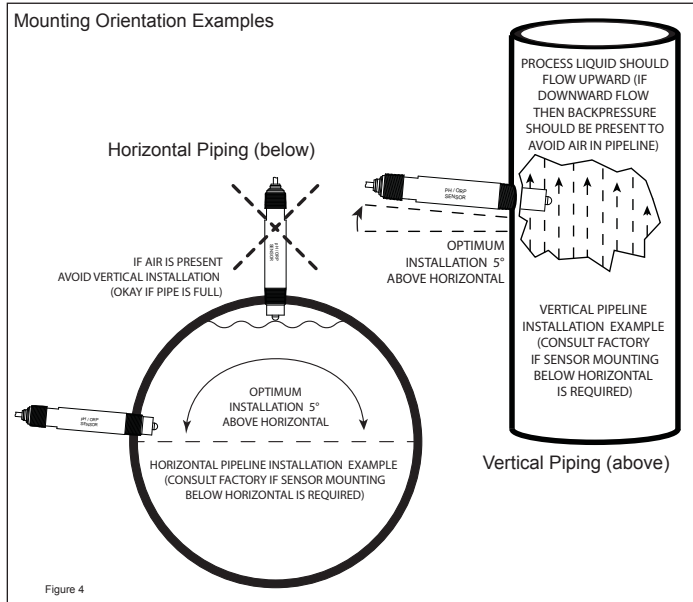 Mounting Orientation Examples
PROCESS LIQUID SHOULD
FLOW UPWARD (IF
DOWNWARD FLOW
THEN BACKPRESSURE
SHOULD BE PRESENT TO
AVOID AIR IN PIPELINE)
Horizontal Piping (below)
PH / ORP
SENSOR
OPTIMUM
INSTALLATION 5°
ABOVE HORIZONTAL
PH / ORP
SENSOR
IF AIR IS PRESENT
AVOID VERTICAL INSTALLATION
(OKAY IF PIPE IS FULL)
VERTICAL PIPELINE
INSTALLATION EXAMPLE
(CONSULT FACTORY
IF SENSOR MOUNTING
BELOW HORIZONTAL
IS REQUIRED)
OPTIMUM
INSTALLATION 5°
ABOVE HORIZONTAL
PH / ORP
SENSOR
HORIZONTAL PIPELINE INSTALLATION EXAMPLE
(CONSULT FACTORY IF SENSOR MOUNTING
BELOW HORIZONTAL IS REQUIRED)
Vertical Piping (above)
Figure 4